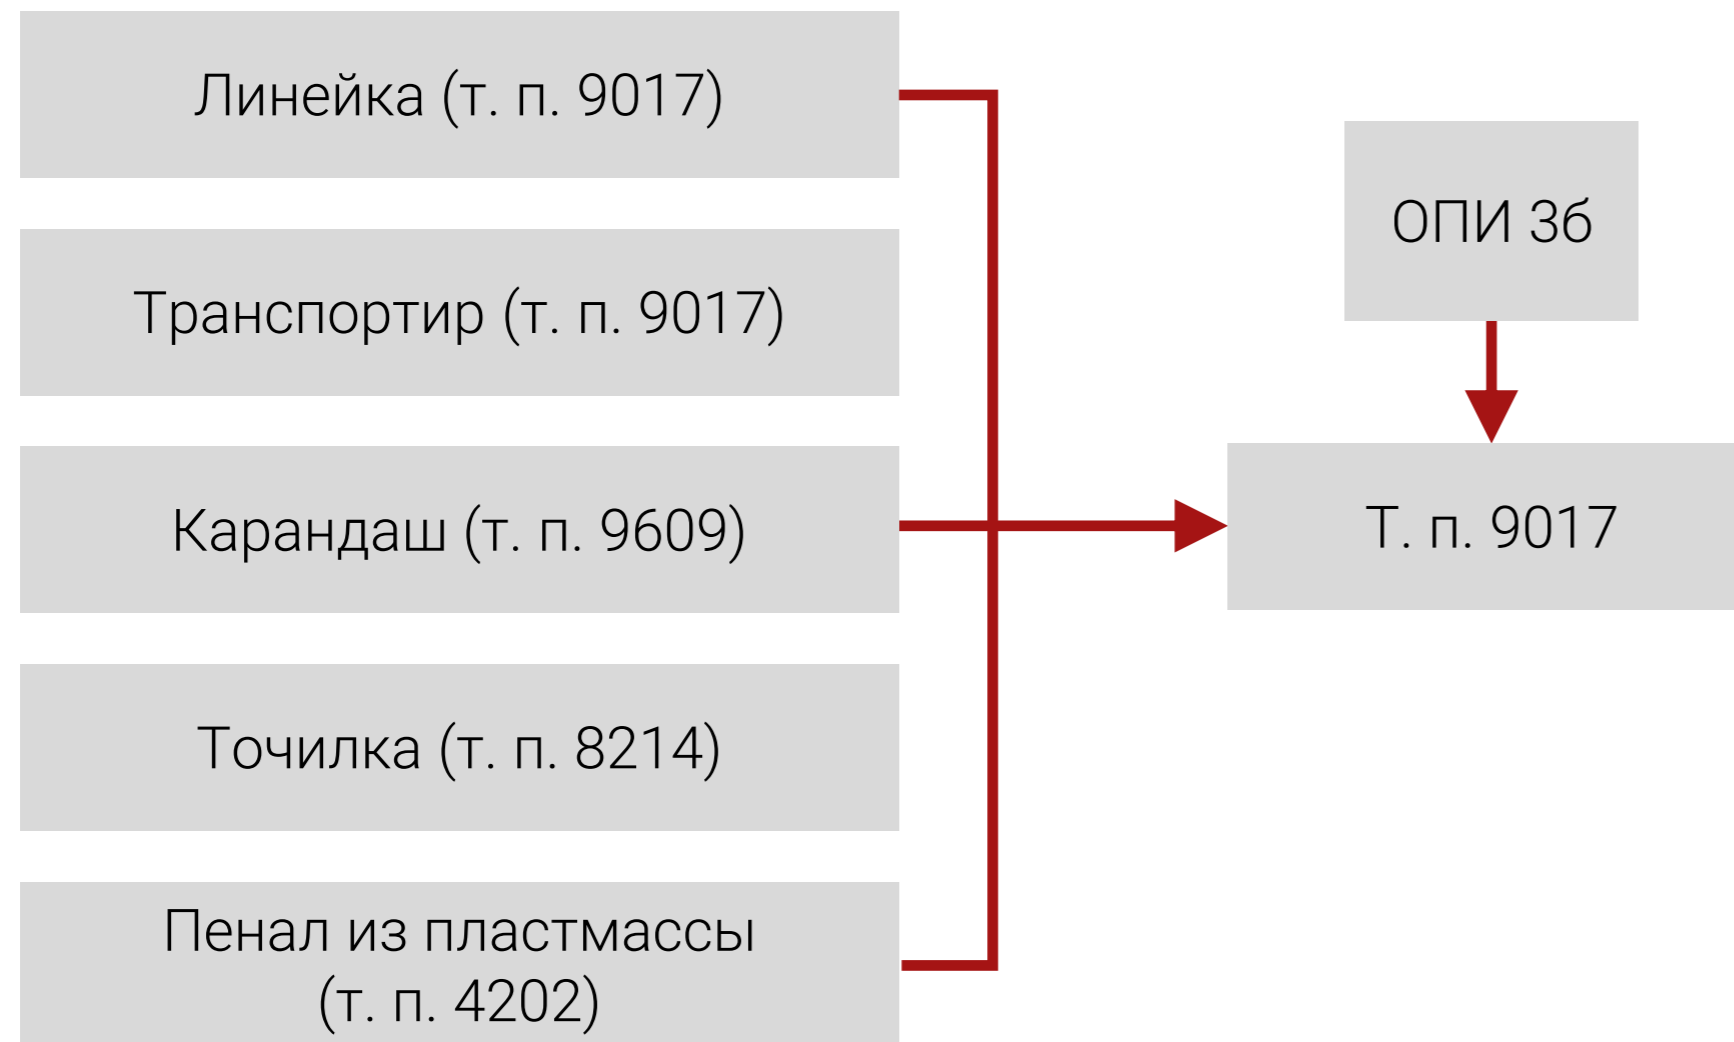 Линейка (т. п. 9017)
Транспортир (т. п. 9017)
Карандаш (т. п. 9609)
Точилка (т. п. 8214)
Пенал из пластмассы
(т. п. 4202)
ОПИ 3б
Т. п. 9017